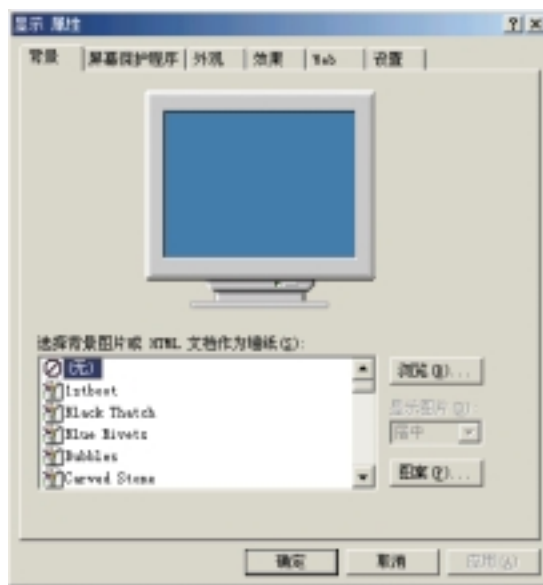 显示 属性
背景 屏幕保护程序 外观 效果 Web 设置
选择背景图片或 HTML 文档作为墙纸(S):
(无)
1stboot
Black Thatch
Blue Rivets
Bubbles
Carved Stone
浏览(B)...
显示图片(D):
居中
图案(P)...
确定 取消 应用(A)